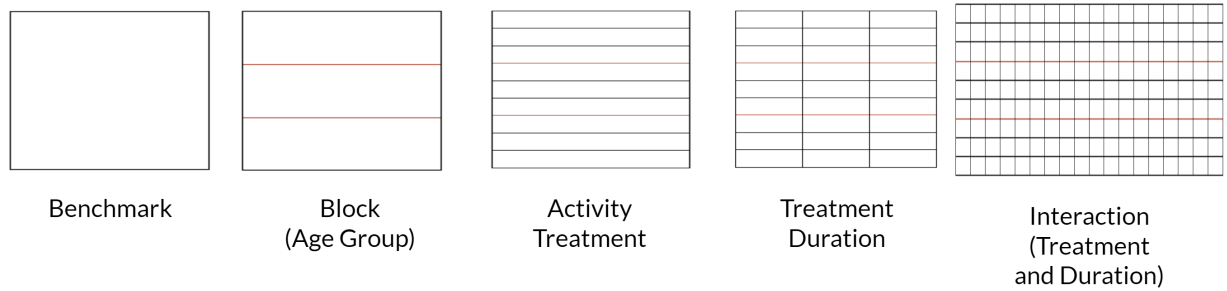 Benchmark
Block
(Age Group)
Activity
Treatment
Treatment
Duration
Interaction
(Treatment
and Duration)